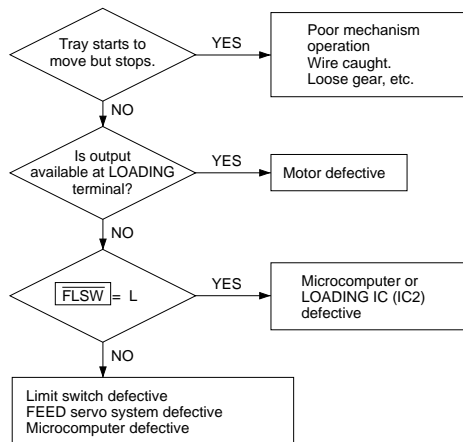 Tray starts to
move but stops.
YES
Poor mechanism
operation
Wire caught.
Loose gear, etc.
NO
Is output
available at LOADING
terminal?
YES
Motor defective
NO
FLSW = L
YES
Microcomputer or
LOADING IC (IC2)
defective
NO
Limit switch defective
FEED servo system defective
Microcomputer defective